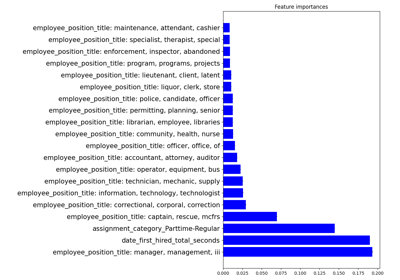 Feature importances
employee_position_title: maintenance, attendant, cashier
employee_position_title: specialist, therapist, special
employee_position_title: enforcement, inspector, abandoned
employee_position_title: program, programs, projects
employee_position_title: lieutenant, client, latent
employee_position_title: liquor, clerk, store
employee_position_title: police, candidate, officer
employee_position_title: permitting, planning, senior
employee_position_title: librarian, employee, libraries
employee_position_title: community, health, nurse
employee_position_title: officer, office, of
employee_position_title: accountant, attorney, auditor
employee_position_title: operator, equipment, bus
employee_position_title: technician, mechanic, supply
employee_position_title: information, technology, technologist
employee_position_title: correctional, corporal, correction
employee_position_title: captain, rescue, mcfrs
assignment_category_Parttime-Regular
date_first_hired_total_seconds
employee_position_title: manager, management, iii
0.000 0.025 0.050 0.075 0.100 0.125 0.150 0.175 0.200